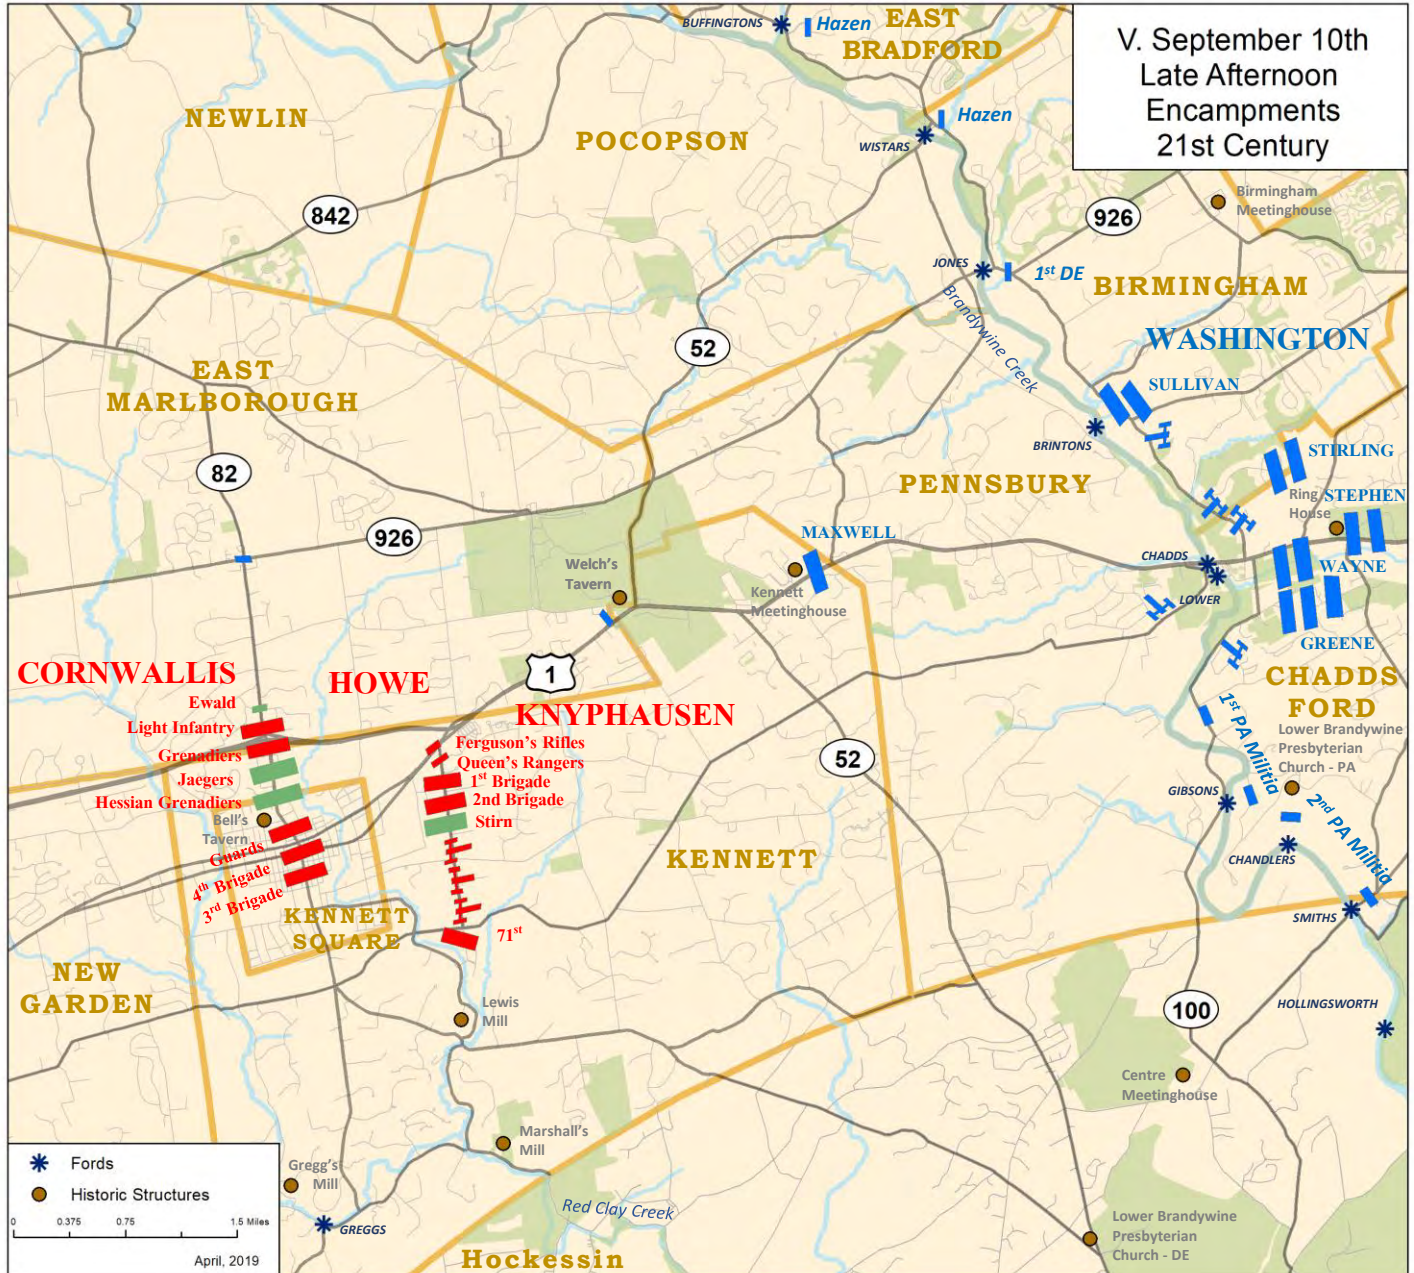 V. September 10th
Late Afternoon
Encampments
21st Century
BUFFINGTONS
Hazen
EAST
BRADFORD
NEWLIN
POCOPSON
Hazen
WISTARS
842
926
Birmingham
Meetinghouse
JONES
1st DE
BIRMINGHAM
Brandywine Creek
52
WASHINGTON
EAST
MARLBOROUGH
SULLIVAN
BRINTONS
STIRLING
82
PENNSBURY
Ring
House
STEPHEN
926
MAXWELL
CHADDS
Welch's
Tavern
Kennett
Meetinghouse
WAYNE
LOWER
GREENE
CORNWALLIS
HOWE
1
CHADDS
FORD
Ewald
KNYPHAUSEN
Light Infantry
Grenadiers
Jaegers
Hessian Grenadiers
Ferguson's Rifles
Queen's Rangers
1st Brigade
2nd Brigade
Stirn
52
1st PA Militia
Lower Brandywine
Presbyterian
Church - PA
GIBSONS
2nd PA Militia
Bell's
Tavern
Guards
4th Brigade
3rd Brigade
KENNETT
CHANDLERS
KENNETT
SQUARE
71st
SMITHS
NEW
GARDEN
Lewis
Mill
100
HOLLINGSWORTH
Centre
Meetinghouse
Marshall's
Mill
Gregg's
Mill
Red Clay Creek
GREGGS
Lower Brandywine
Presbyterian
Church - DE
Hockessin
Fords
Historic Structures
0 0.375 0.75 1.5 Miles
April, 2019